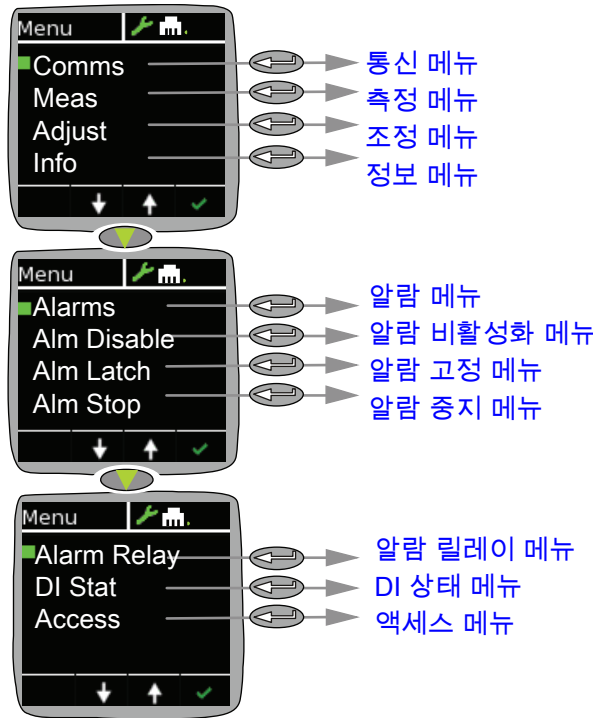 Menu
Comms 통신 메뉴
Meas 측정 메뉴
Adjust 조정 메뉴
Info 정보 메뉴
Menu
Alarms 알람 메뉴
Alm Disable 알람 비활성화 메뉴
Alm Latch 알람 고정 메뉴
Alm Stop 알람 중지 메뉴
Menu
Alarm Relay 알람 릴레이 메뉴
DI Stat DI 상태 메뉴
Access 액세스 메뉴